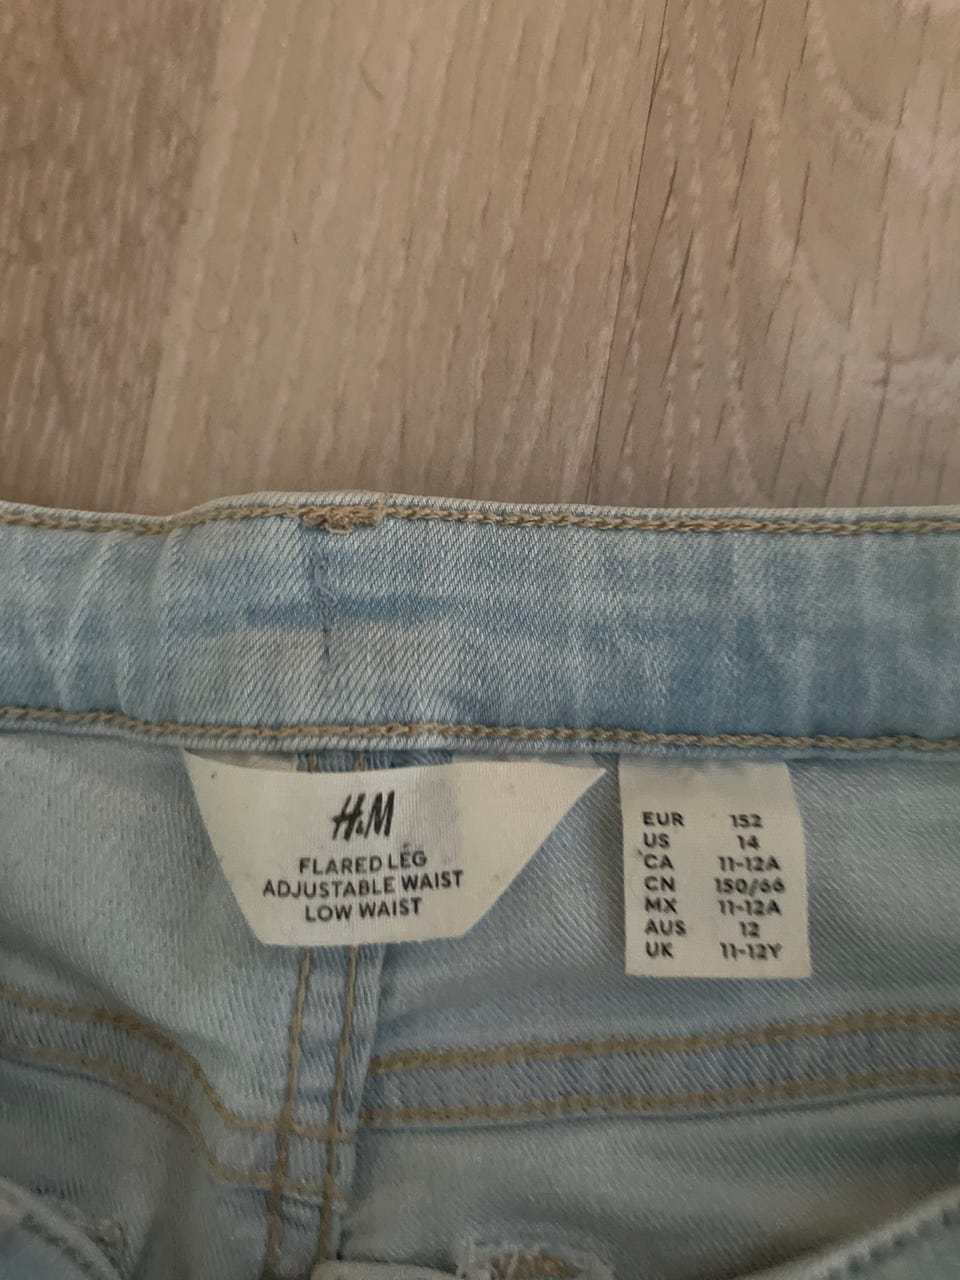 H&M
FLARED LEG
ADJUSTABLE WAIST
LOW WAIST
EUR 152
US 14
CA 11-12A
CN 150/66
MX 11-12A
AUS 12
UK 11-12Y